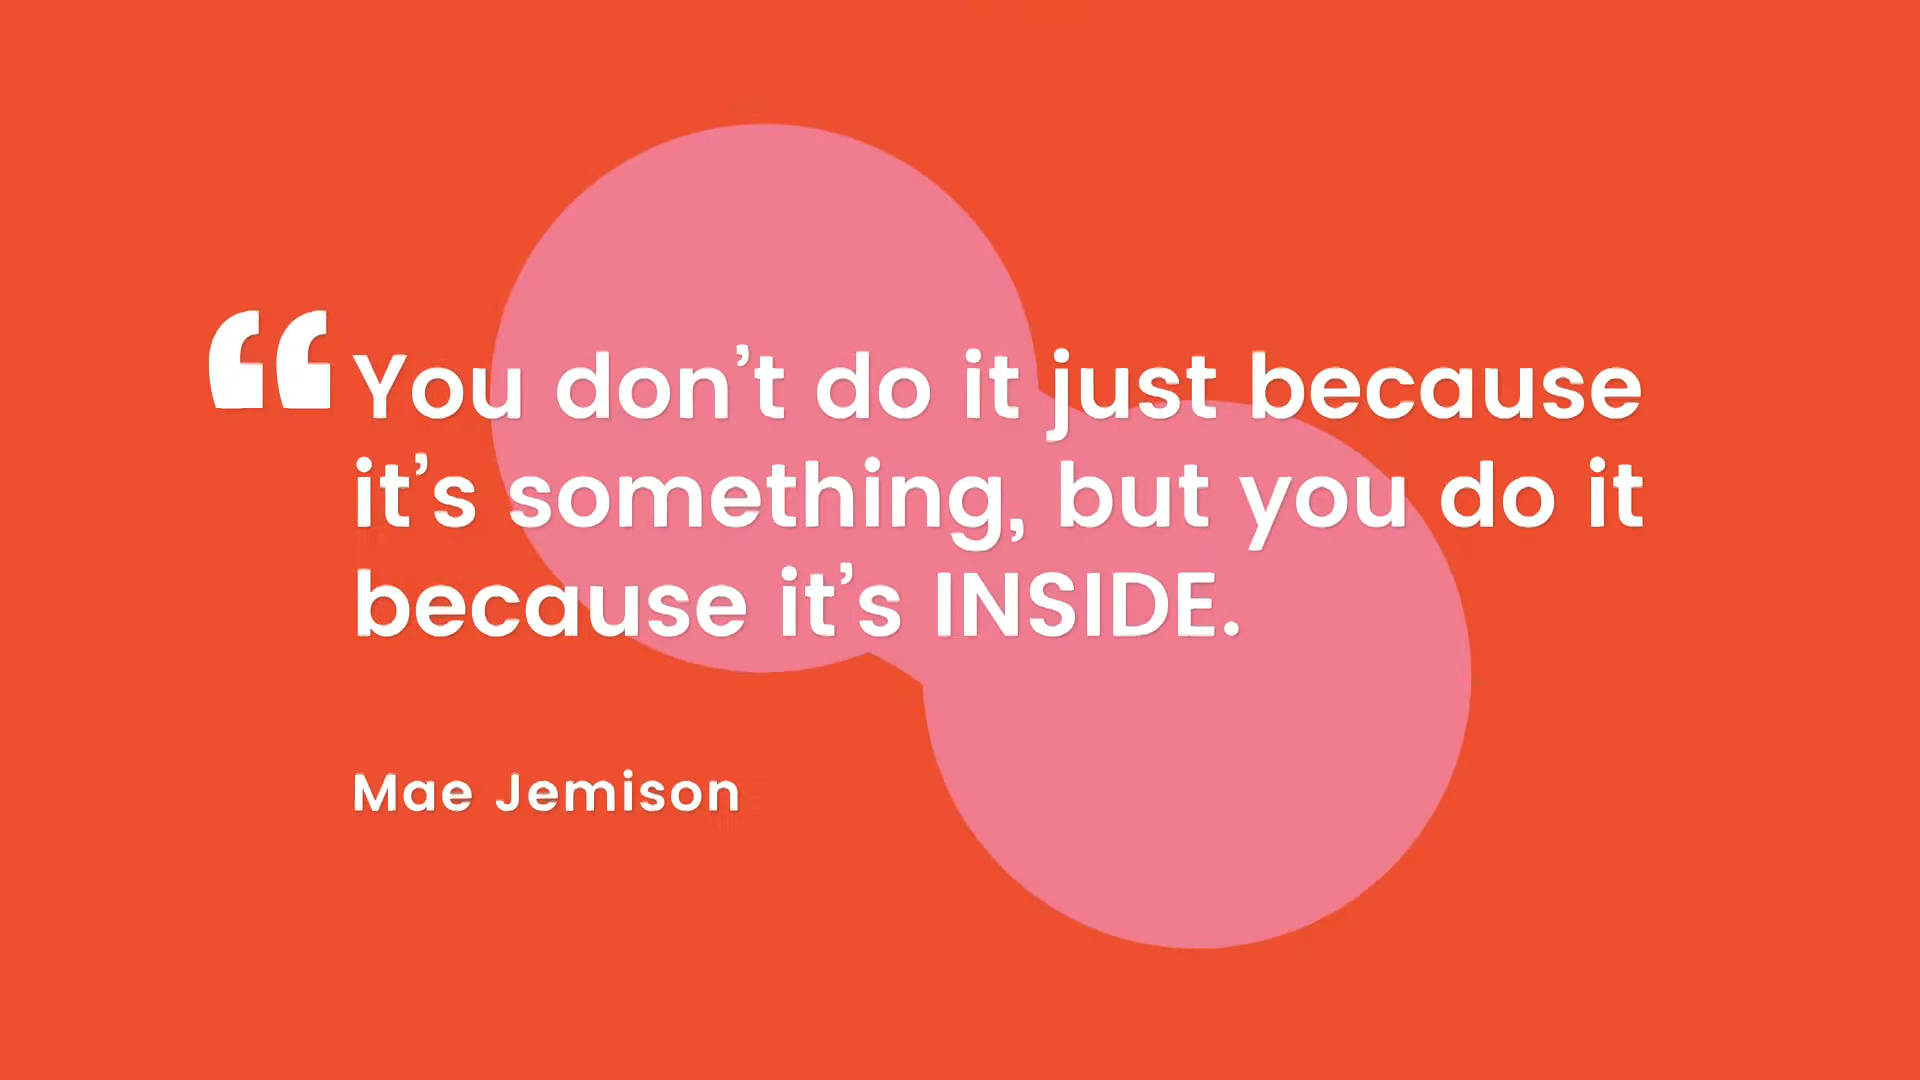 “You don’t do it just because
it’s something, but you do it
because it’s INSIDE.
Mae Jemison